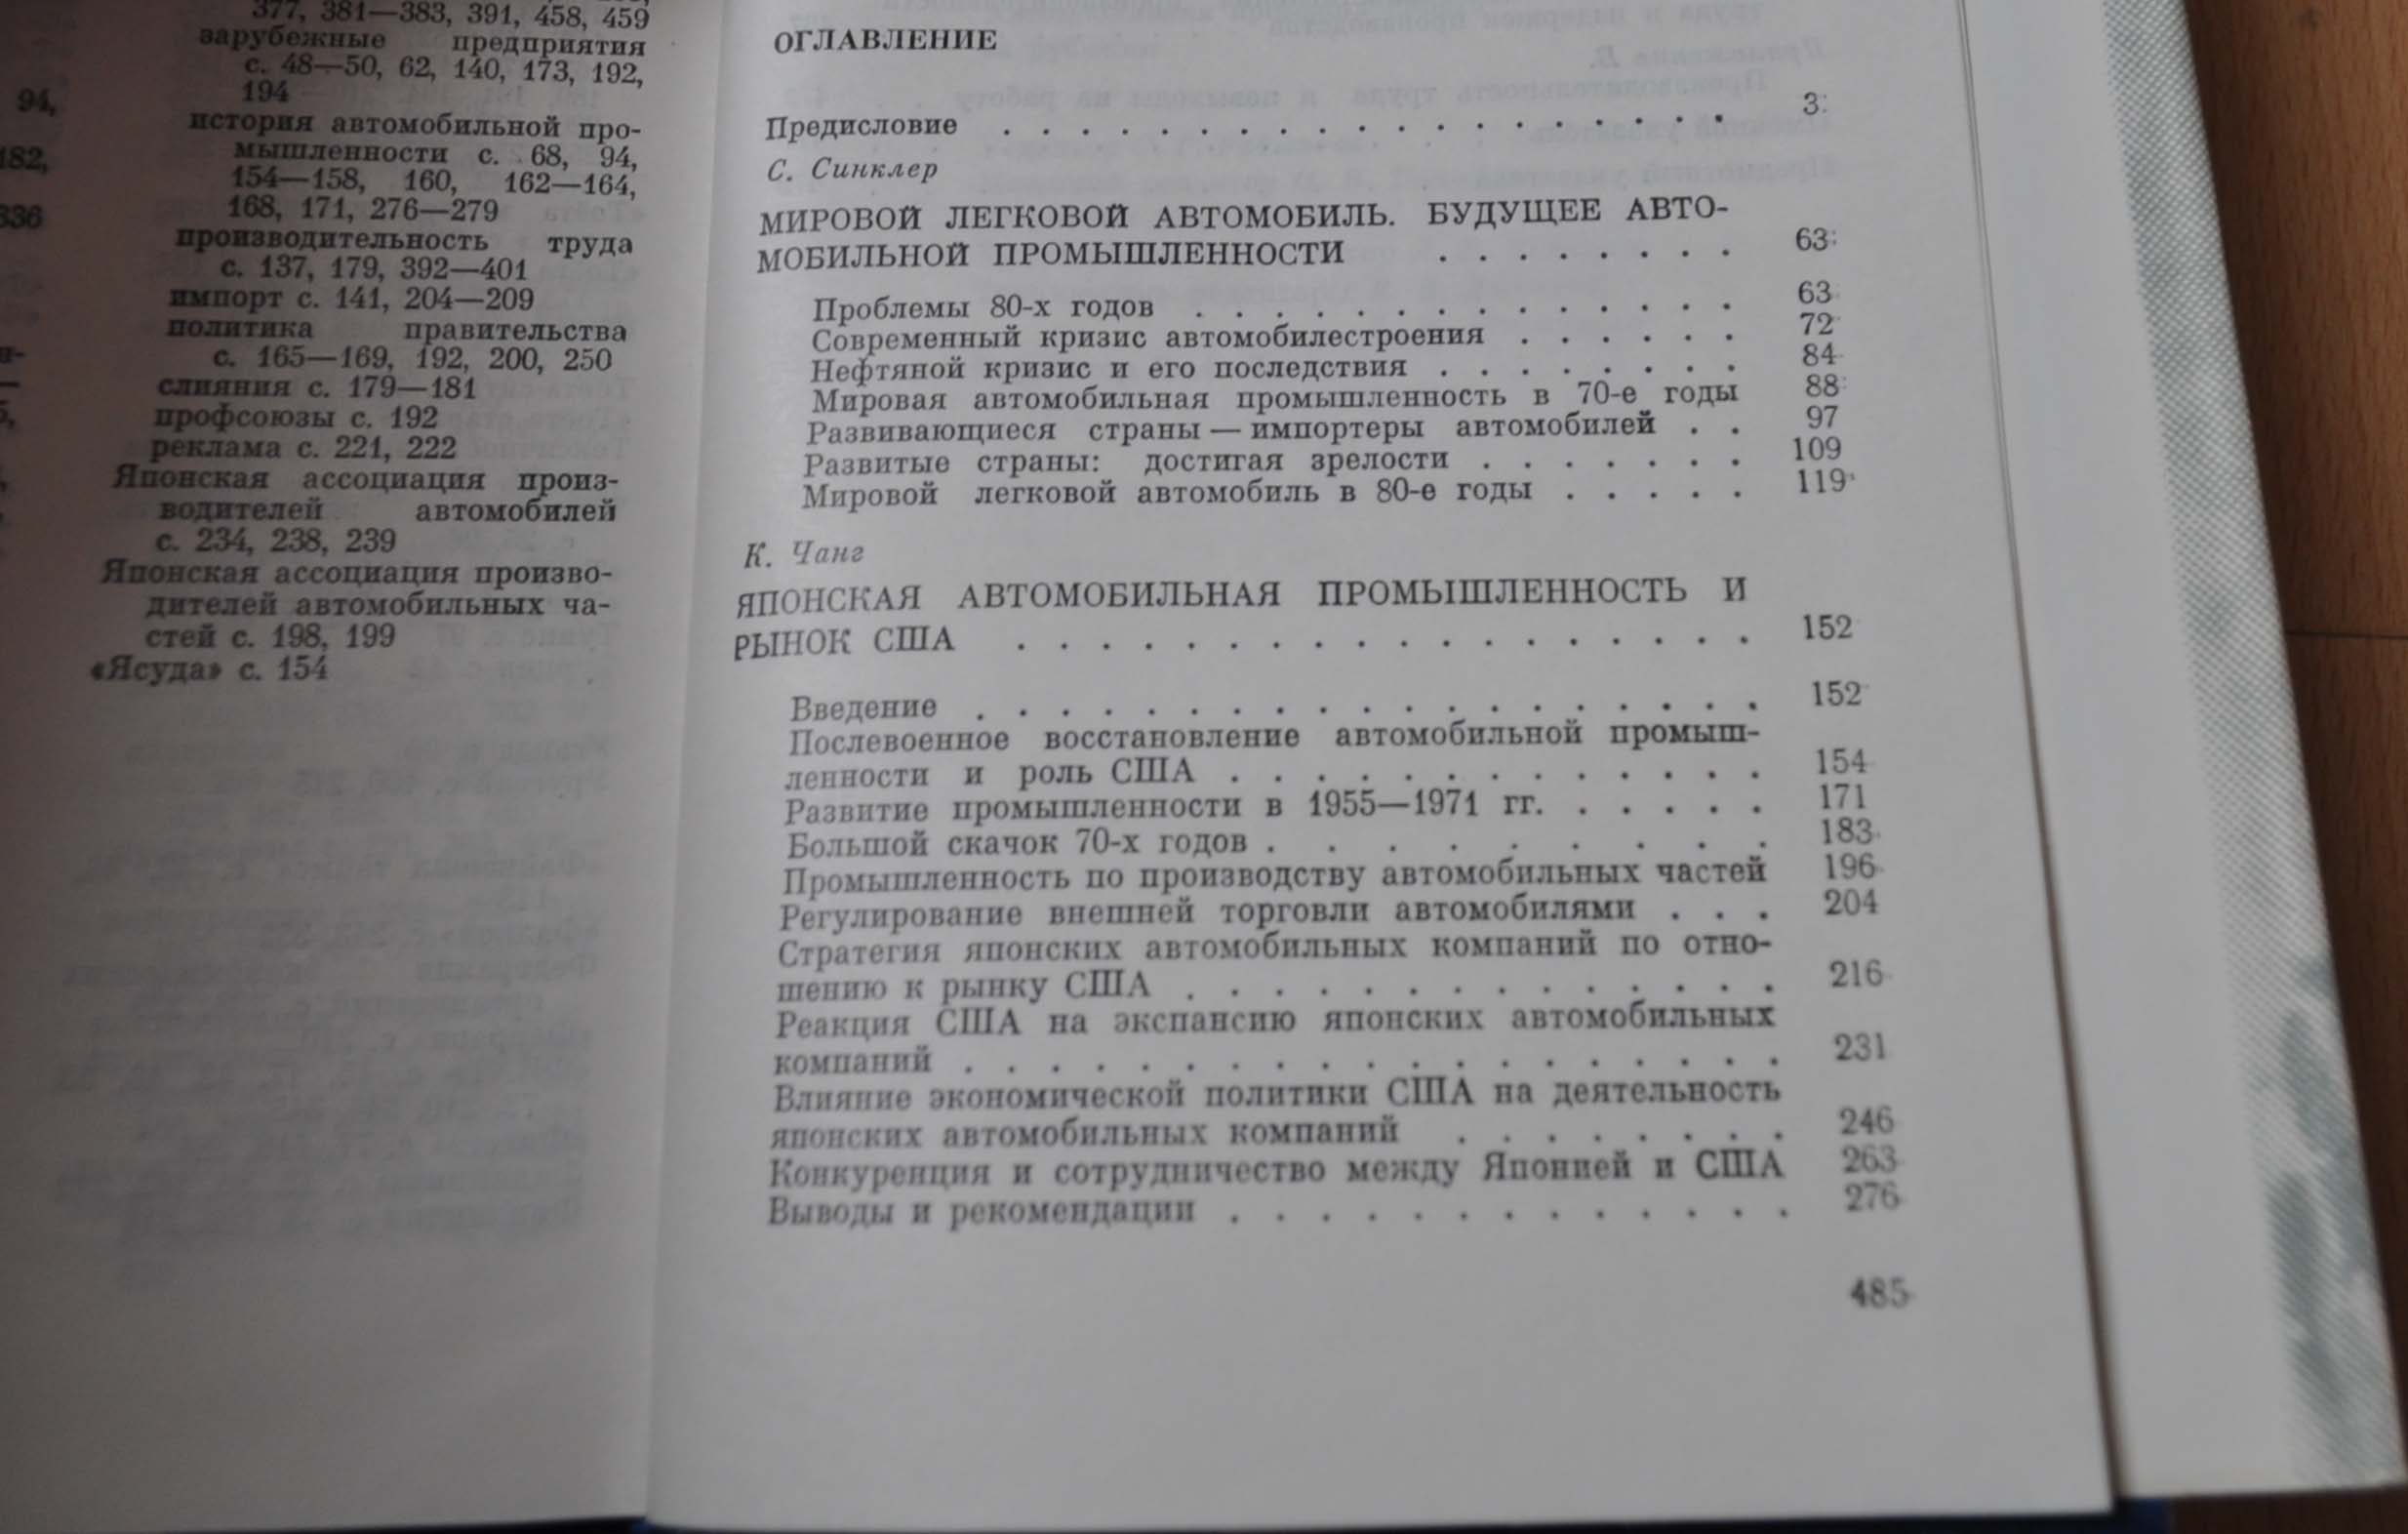 377, 381—383, 391, 458, 459
зарубежные предприятия
с. 48—50, 62, 140, 173, 192,
194
история автомобильной про-
мышленности с. 68, 94,
154—158, 160, 162—164,
168, 171, 276—279
производительность труда
с. 137, 179, 392—401
импорт с. 141, 204—209
политика правительства
с. 165—169, 192, 200, 250
слияния с. 179—181
профсоюзы с. 192
реклама с. 221, 222
Японская ассоциация произ-
водителей автомобилей
с. 234, 238, 239
Японская ассоциация произво-
дителей автомобильных ча-
стей с. 198, 199
«Ясуда» с. 154
94,
182,
336
ОГЛАВЛЕНИЕ
Предисловие . . . . . . . . . . . . . . . . . . . 3
С. Синклер
МИРОВОЙ ЛЕГКОВОЙ АВТОМОБИЛЬ. БУДУЩЕЕ АВТО-
МОБИЛЬНОЙ ПРОМЫШЛЕННОСТИ . . . . . . . . 63
Проблемы 80-х годов . . . . . . . . . . . . . . 63
Современный кризис автомобилестроения . . . . . . 72
Нефтяной кризис и его последствия . . . . . . . . 84
Мировая автомобильная промышленность в 70-е годы 88
Развивающиеся страны — импортеры автомобилей . . 97
Развитые страны: достигая зрелости . . . . . . . 109
Мировой легковой автомобиль в 80-е годы . . . . . 119
К. Чанг
ЯПОНСКАЯ АВТОМОБИЛЬНАЯ ПРОМЫШЛЕННОСТЬ И
РЫНОК США . . . . . . . . . . . . . . . . . . 152
Введение . . . . . . . . . . . . . . . . . . . 152
Послевоенное восстановление автомобильной промыш-
ленности и роль США . . . . . . . . . . . . . 154
Развитие промышленности в 1955—1971 гг. . . . . . 171
Большой скачок 70-х годов . . . . . . . . . 183
Промышленность по производству автомобильных частей 196
Регулирование внешней торговли автомобилями . . . 204
Стратегия японских автомобильных компаний по отно-
шению к рынку США . . . . . . . . . . . . . . 216
Реакция США на экспансию японских автомобильных
компаний . . . . . . . . . . . . . . . . . . . 231
Влияние экономической политики США на деятельность
японских автомобильных компаний . . . . . . . . 246
Конкуренция и сотрудничество между Японией и США 263
Выводы и рекомендации . . . . . . . . . . . . . 276
485